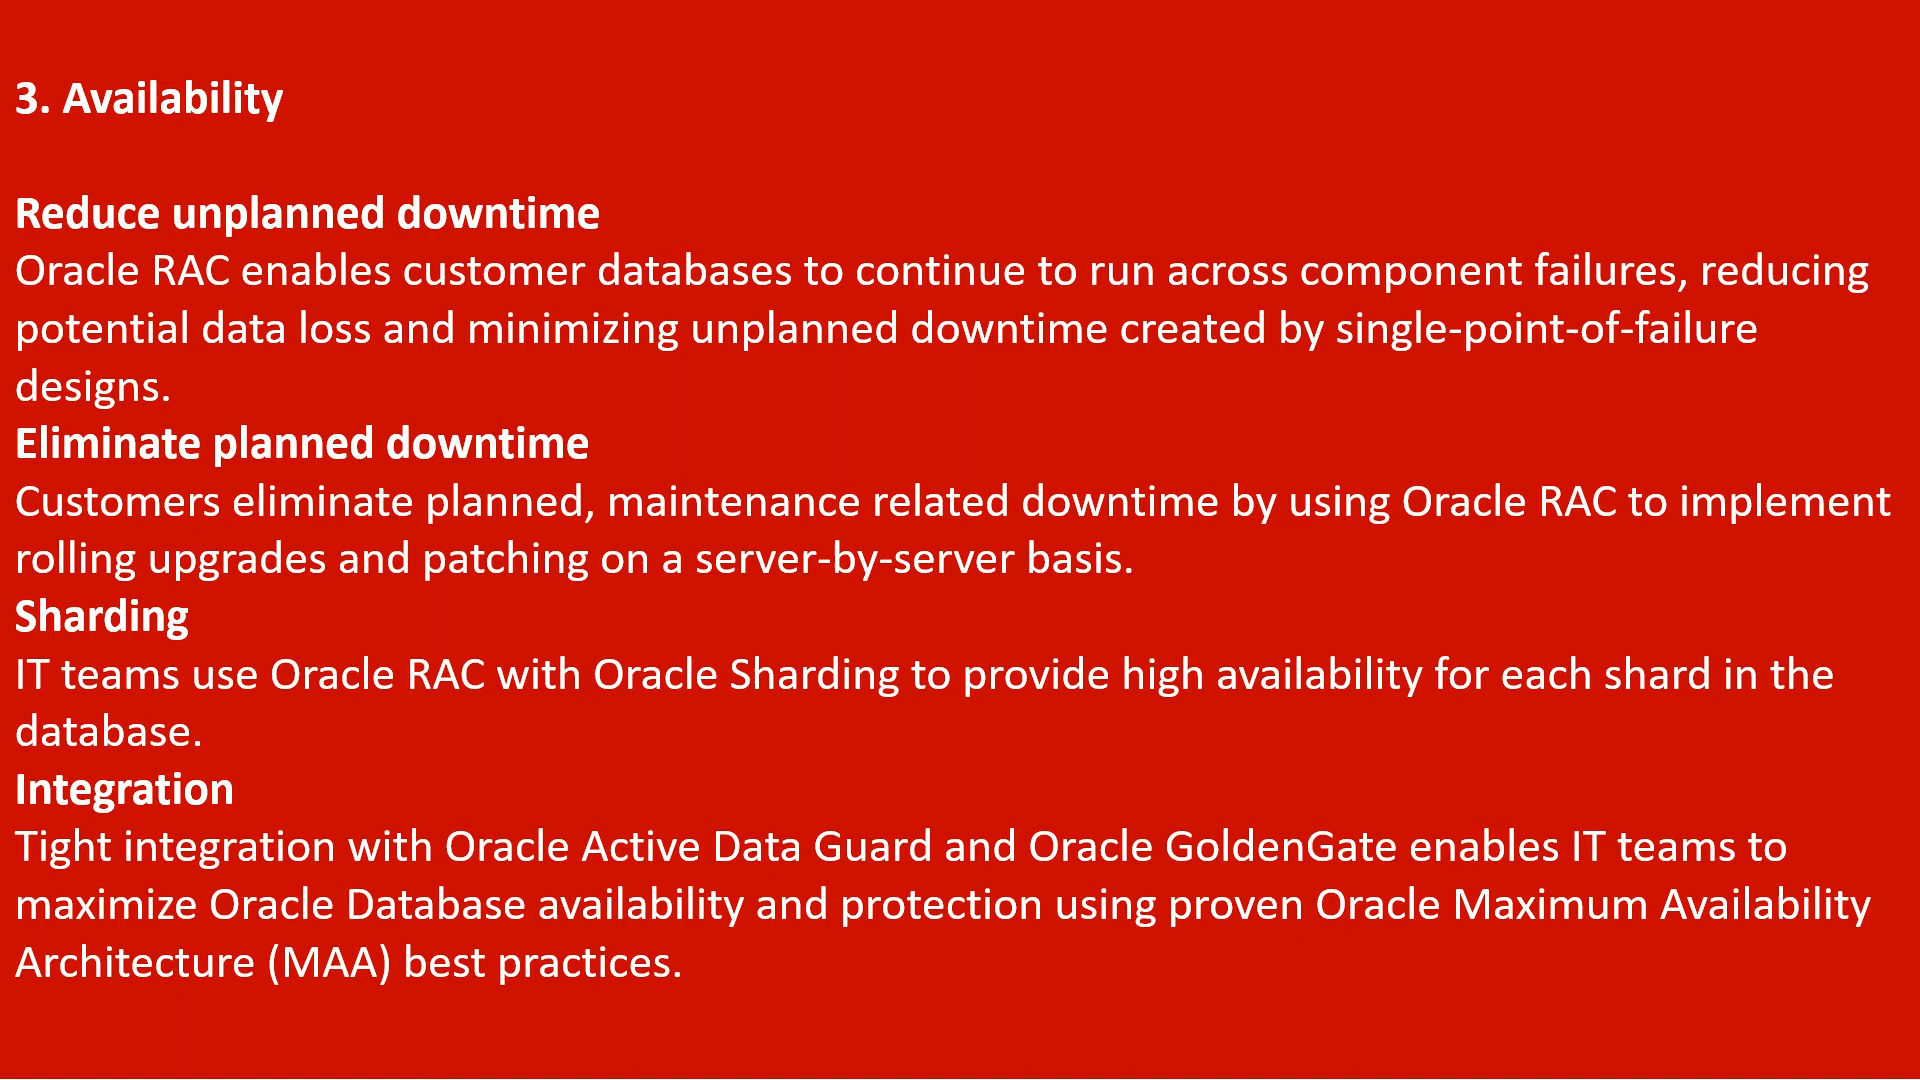 3. Availability
Reduce unplanned downtime
Oracle RAC enables customer databases to continue to run across component failures, reducing
potential data loss and minimizing unplanned downtime created by single-point-of-failure
designs.
Eliminate planned downtime
Customers eliminate planned, maintenance related downtime by using Oracle RAC to implement
rolling upgrades and patching on a server-by-server basis.
Sharding
IT teams use Oracle RAC with Oracle Sharding to provide high availability for each shard in the
database.
Integration
Tight integration with Oracle Active Data Guard and Oracle GoldenGate enables IT teams to
maximize Oracle Database availability and protection using proven Oracle Maximum Availability
Architecture (MAA) best practices.